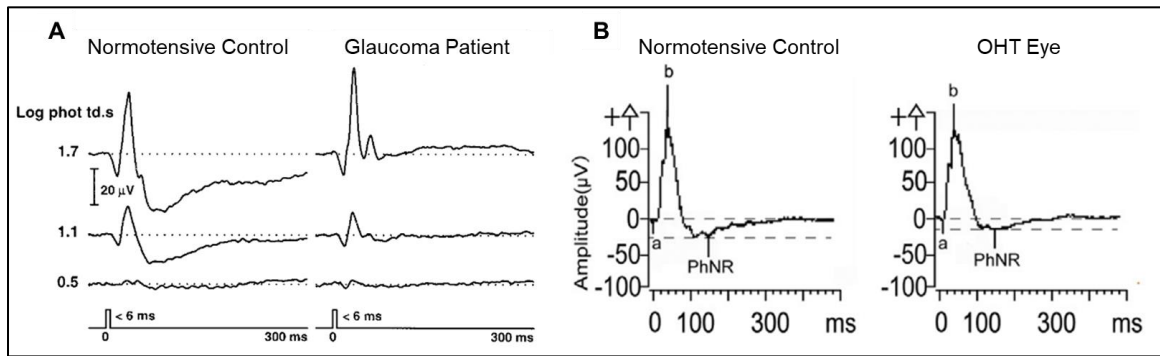 A
Normotensive Control
Glaucoma Patient
Log phot td.s
1.7
20 µV
1.1
0.5
< 6 ms
< 6 ms
0
300 ms
0
300 ms
B
Normotensive Control
OHT Eye
b
b
+
+
100
100
50
50
0
0
a
a
-50
-50
PhNR
PhNR
-100
-100
Amplitude(µV)
0 100 300 ms
0 100 300 ms